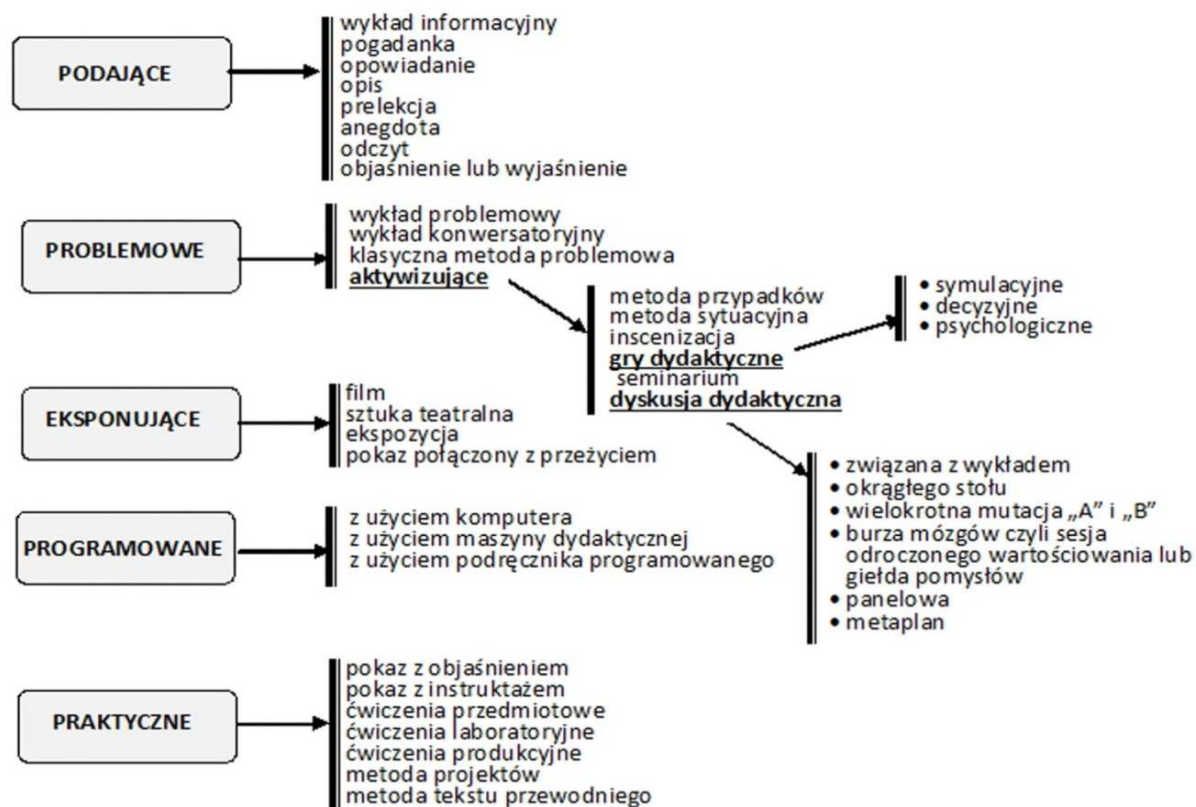 PODAJĄCE
wykład informacyjny
pogadanka
opowiadanie
opis
prelekcja
anegdota
odczyt
objaśnienie lub wyjaśnienie
PROBLEMOWE
wykład problemowy
wykład konwersatoryjny
klasyczna metoda problemowa
aktywizujące
metoda przypadków
metoda sytuacyjna
inscenizacja
gry dydaktyczne
seminarium
dyskusja dydaktyczna
• symulacyjne
• decyzyjne
• psychologiczne
• związana z wykładem
• okrągłego stołu
• wielokrotna mutacja „A” i „B”
• burza mózgów czyli sesja
odroczonego wartościowania lub
giełda pomysłów
• panelowa
• metaplan
EKSPONUJĄCE
film
sztuka teatralna
ekspozycja
pokaz połączony z przeżyciem
PROGRAMOWANE
z użyciem komputera
z użyciem maszyny dydaktycznej
z użyciem podręcznika programowanego
PRAKTYCZNE
pokaz z objaśnieniem
pokaz z instruktażem
ćwiczenia przedmiotowe
ćwiczenia laboratoryjne
ćwiczenia produkcyjne
metoda projektów
metoda tekstu przewodniego